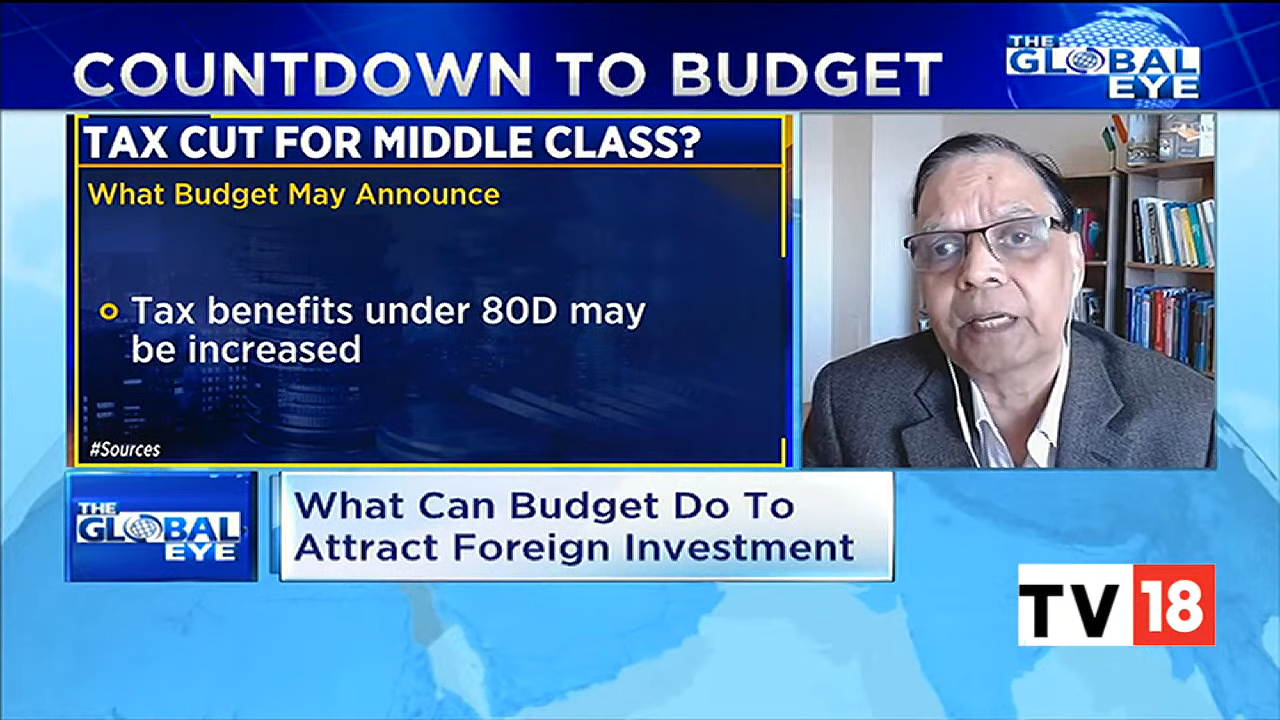 COUNTDOWN TO BUDGET
THE
GLOBAL
EYE
TAX CUT FOR MIDDLE CLASS?
What Budget May Announce
Tax benefits under 80D may
be increased
#Sources
THE
GLOBAL
EYE
What Can Budget Do To
Attract Foreign Investment
TV18